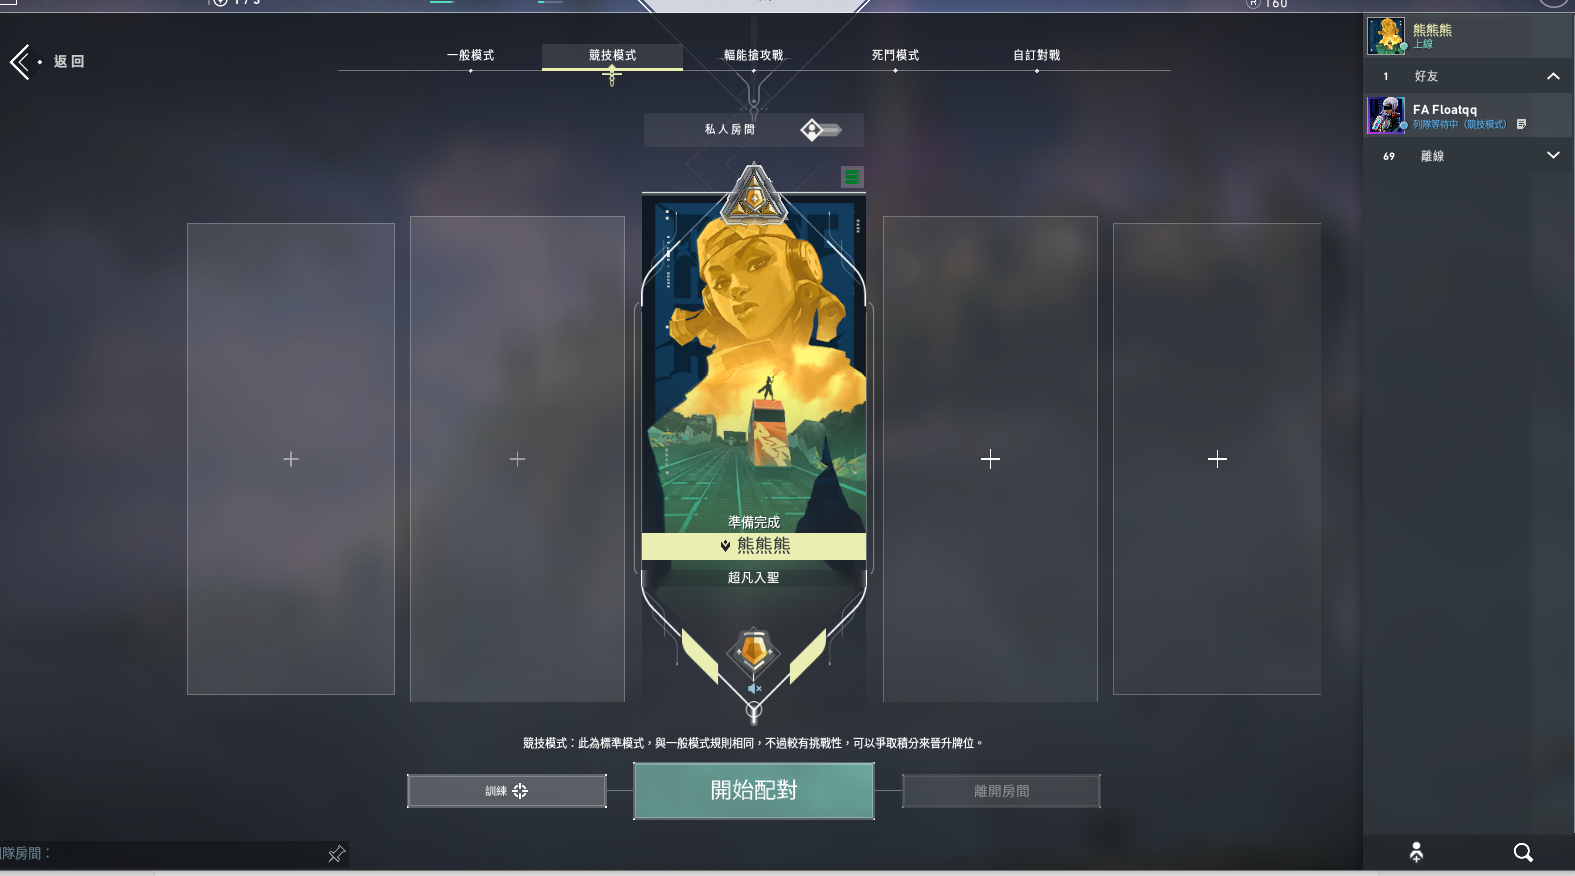 返回
一般模式
競技模式
輻能搶攻戰
死鬥模式
自訂對戰
私人房間
準備完成
熊熊熊
超凡入聖
競技模式：此為標準模式，與一般模式規則相同，不過較有挑戰性，可以爭取積分來晉升牌位。
訓練
開始配對
離開房間
隊房間：
160
熊熊熊
上線
1 好友
FA Floatqq
列隊等待中（競技模式）
69 離線